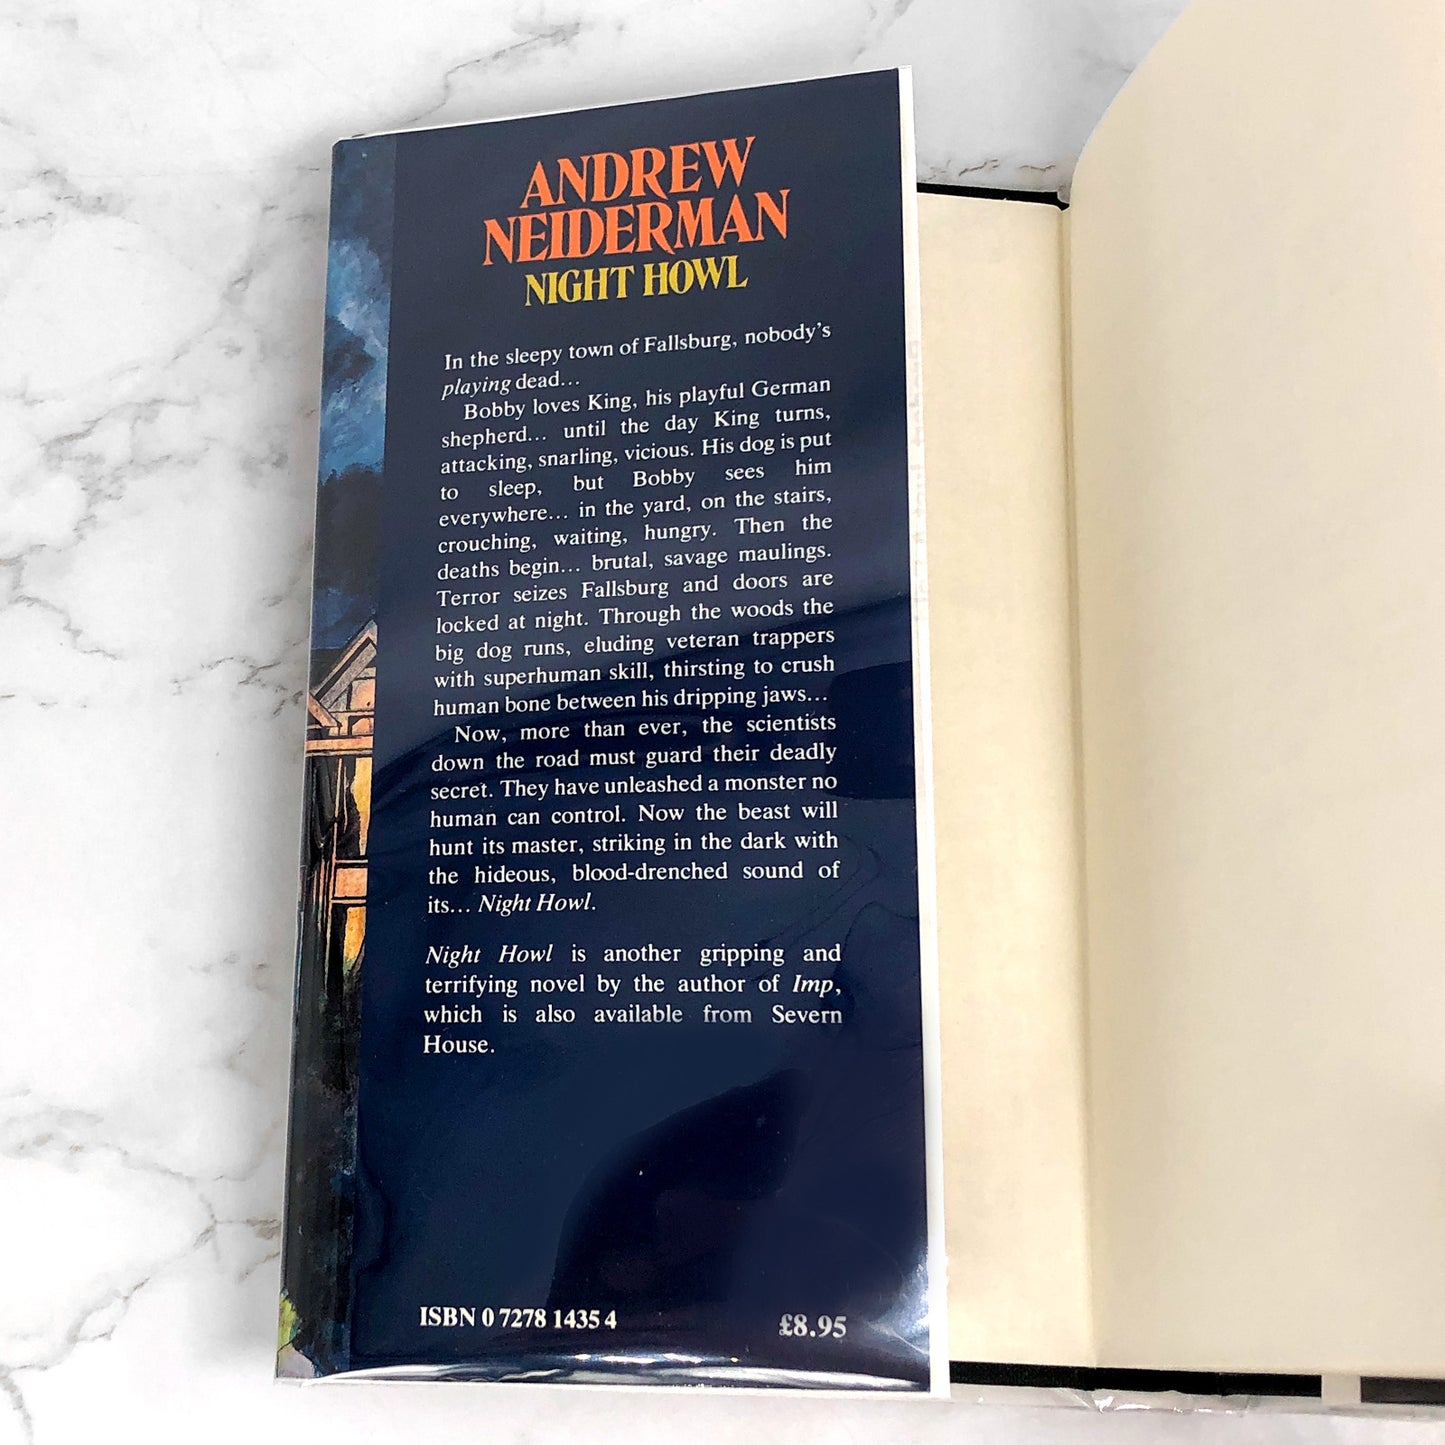 ANDREW
NEIDERMAN
NIGHT HOWL
In the sleepy town of Fallsburg, nobody's
playing dead...
Bobby loves King, his playful German
shepherd... until the day King turns,
attacking, snarling, vicious. His dog is put
to sleep, but Bobby sees him
everywhere... in the yard, on the stairs,
crouching, waiting, hungry. Then the
deaths begin... brutal, savage maulings.
Terror seizes Fallsburg and doors are
locked at night. Through the woods the
big dog runs, eluding veteran trappers
with superhuman skill, thirsting to crush
human bone between his dripping jaws...
Now, more than ever, the scientists
down the road must guard their deadly
secret. They have unleashed a monster no
human can control. Now the beast will
hunt its master, striking in the dark with
the hideous, blood-drenched sound of
its... Night Howl.
Night Howl is another gripping and
terrifying novel by the author of Imp,
which is also available from Severn
House.
ISBN 0 7278 1435 4
£8.95